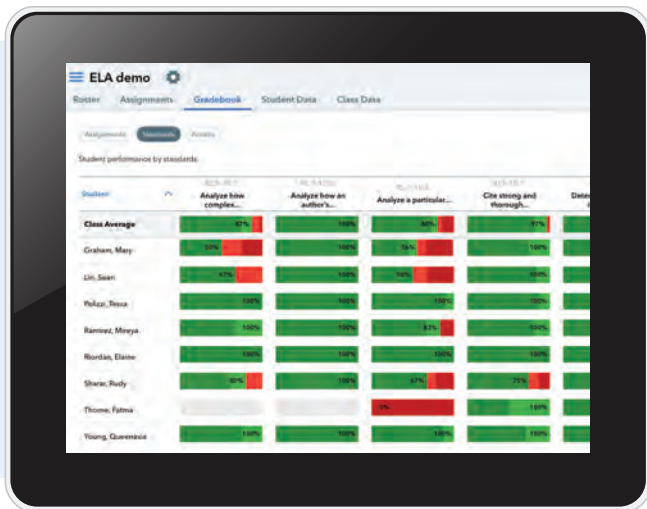 ELA demo
Roster Assignments Gradebook Student Data Class Data
Assignments Standards Assets
Student performance by standards.
Student
Analyze how complex... Analyze how an author's... Analyze a particular... Cite strong and thorough...
Class Average 100% 97%
Graham, Mary 50% 100% 56% 100%
Lin, Sean 67% 100% 100%
Polizzi, Tessa 100% 100% 100% 100%
Ramirez, Mireya 100% 100% 83% 100%
Riordan, Elaine 100% 100% 100% 100%
Sharar, Rudy 80% 100% 67% 75%
Thorne, Fatma 0% 100%
Young, Queenasia 100% 100% 100% 100%